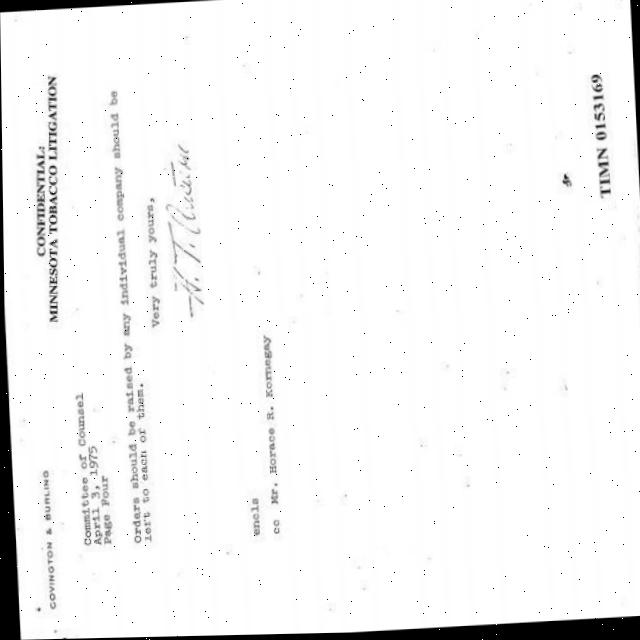 CONFIDENTIAL:
MINNESOTA TOBACCO LITIGATION
COVINGTON & BURLING
Committee of Counsel
April 3, 1975
Page Four
Orders should be raised by any individual company should be
left to each of them.
Very truly yours,
H. T. Austern
encls
cc Mr. Horace R. Kornegay
TIMN 0153169